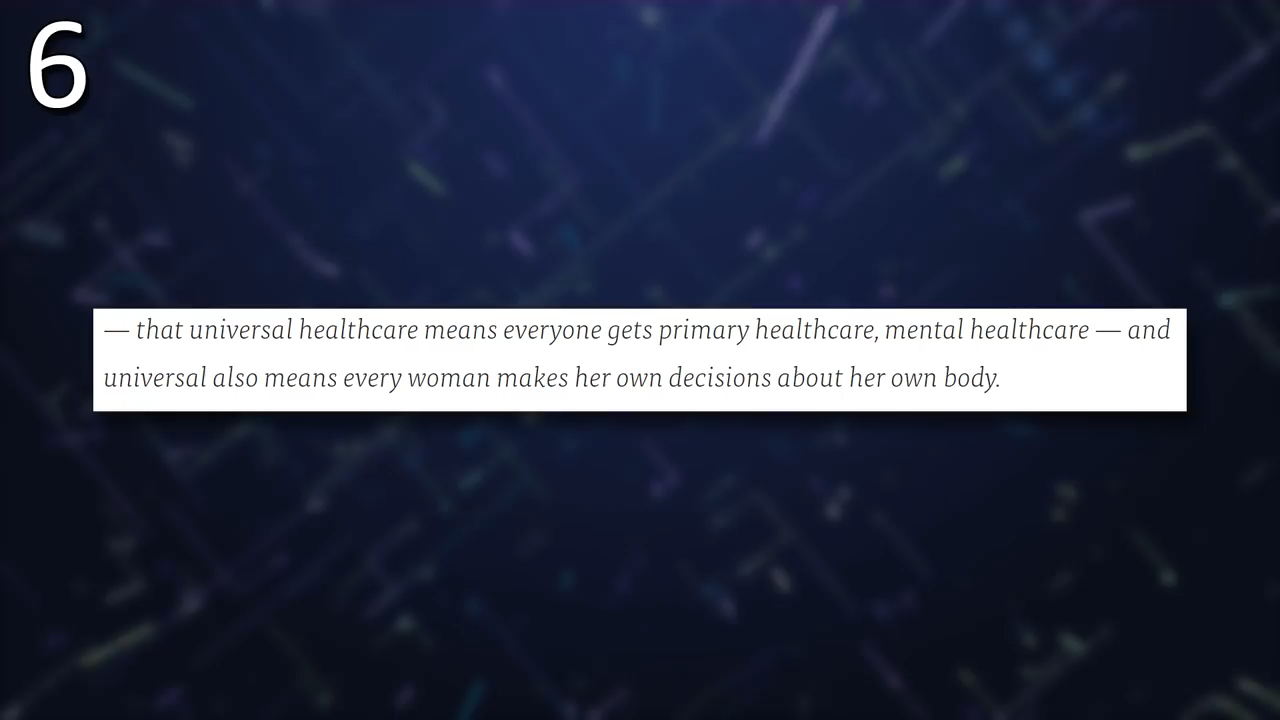 6
— that universal healthcare means everyone gets primary healthcare, mental healthcare — and
universal also means every woman makes her own decisions about her own body.